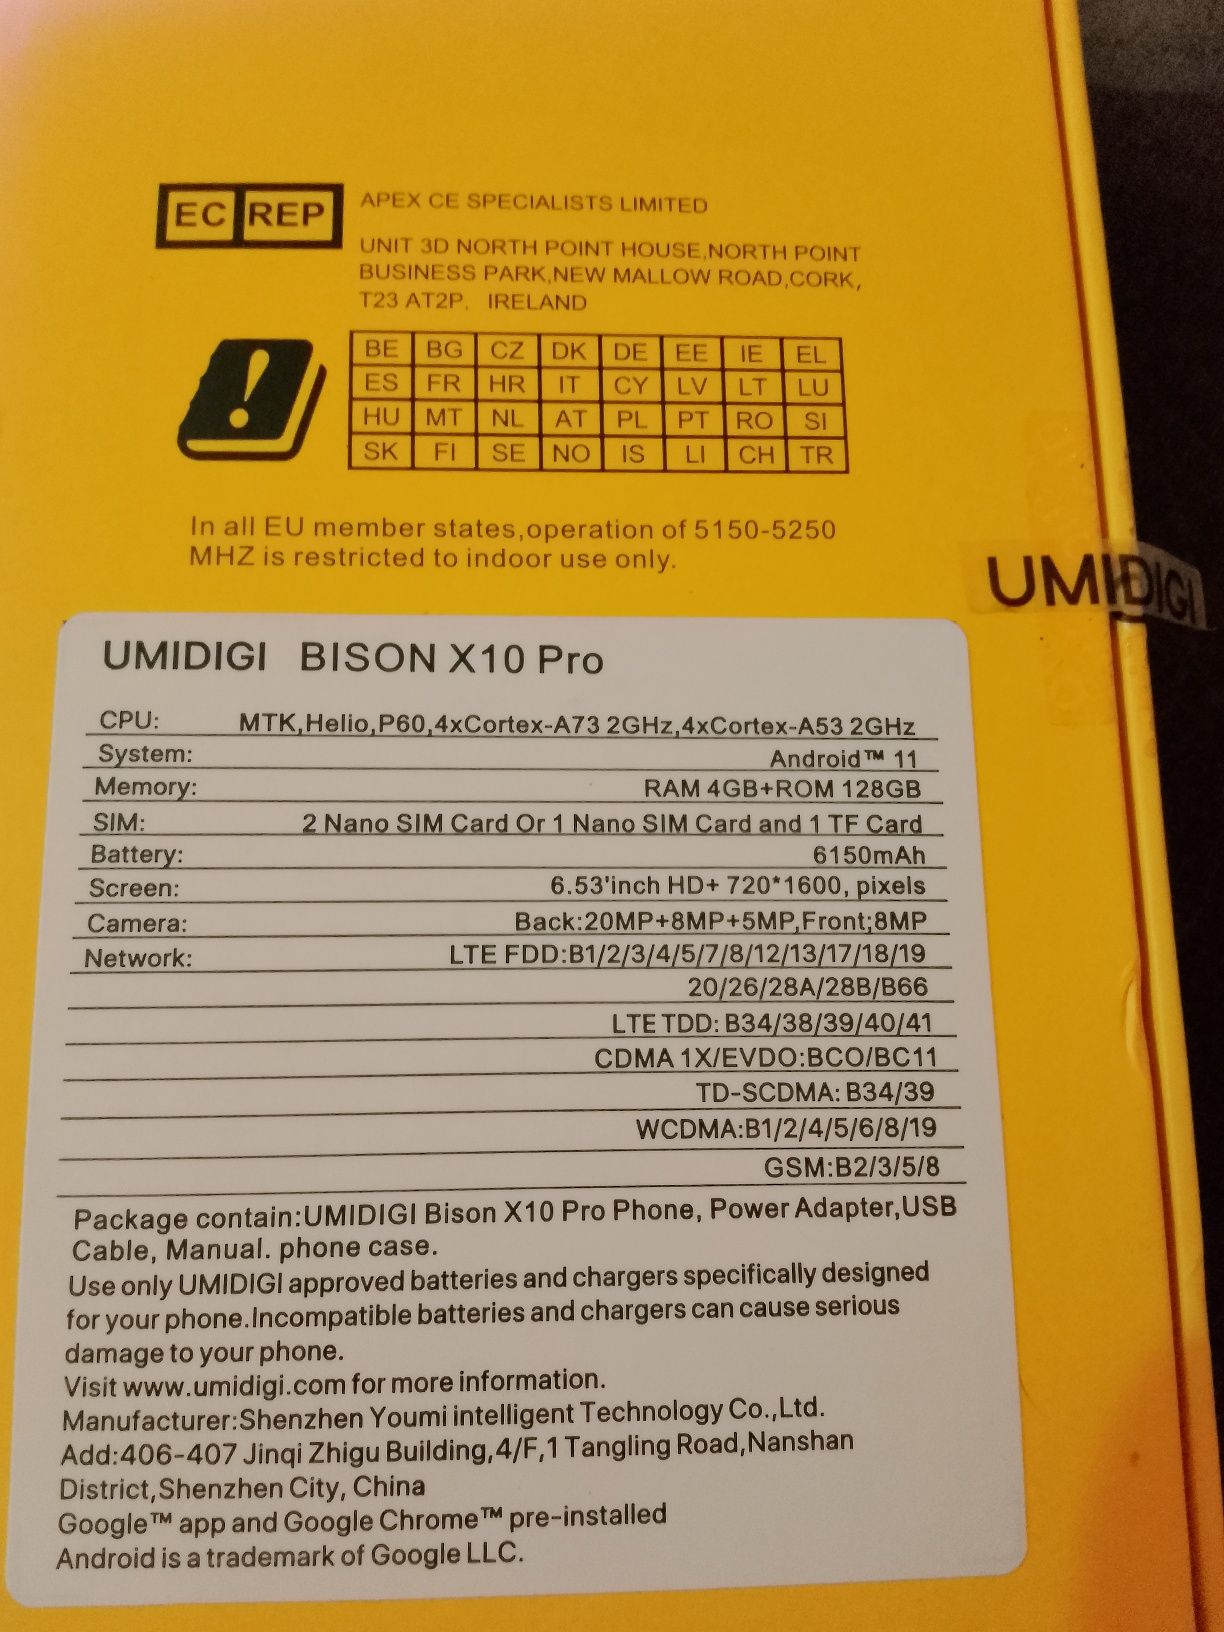 EC REP
APEX CE SPECIALISTS LIMITED
UNIT 3D NORTH POINT HOUSE,NORTH POINT
BUSINESS PARK,NEW MALLOW ROAD,CORK,
T23 AT2P. IRELAND
BE BG CZ DK DE EE IE EL
ES FR HR IT CY LV LT LU
HU MT NL AT PL PT RO SI
SK FI SE NO IS LI CH TR
In all EU member states,operation of 5150-5250
MHZ is restricted to indoor use only.
UMIDIGI
UMIDIGI BISON X10 Pro
CPU: MTK,Helio,P60,4xCortex-A73 2GHz,4xCortex-A53 2GHz
System: Android™ 11
Memory: RAM 4GB+ROM 128GB
SIM: 2 Nano SIM Card Or 1 Nano SIM Card and 1 TF Card
Battery: 6150mAh
Screen: 6.53'inch HD+ 720*1600, pixels
Camera: Back:20MP+8MP+5MP,Front;8MP
Network: LTE FDD:B1/2/3/4/5/7/8/12/13/17/18/19
20/26/28A/28B/B66
LTE TDD: B34/38/39/40/41
CDMA 1X/EVDO:BCO/BC11
TD-SCDMA: B34/39
WCDMA:B1/2/4/5/6/8/19
GSM:B2/3/5/8
Package contain:UMIDIGI Bison X10 Pro Phone, Power Adapter,USB
Cable, Manual. phone case.
Use only UMIDIGI approved batteries and chargers specifically designed
for your phone.Incompatible batteries and chargers can cause serious
damage to your phone.
Visit www.umidigi.com for more information.
Manufacturer:Shenzhen Youmi intelligent Technology Co.,Ltd.
Add:406-407 Jinqi Zhigu Building,4/F,1 Tangling Road,Nanshan
District,Shenzhen City, China
Google™ app and Google Chrome™ pre-installed
Android is a trademark of Google LLC.